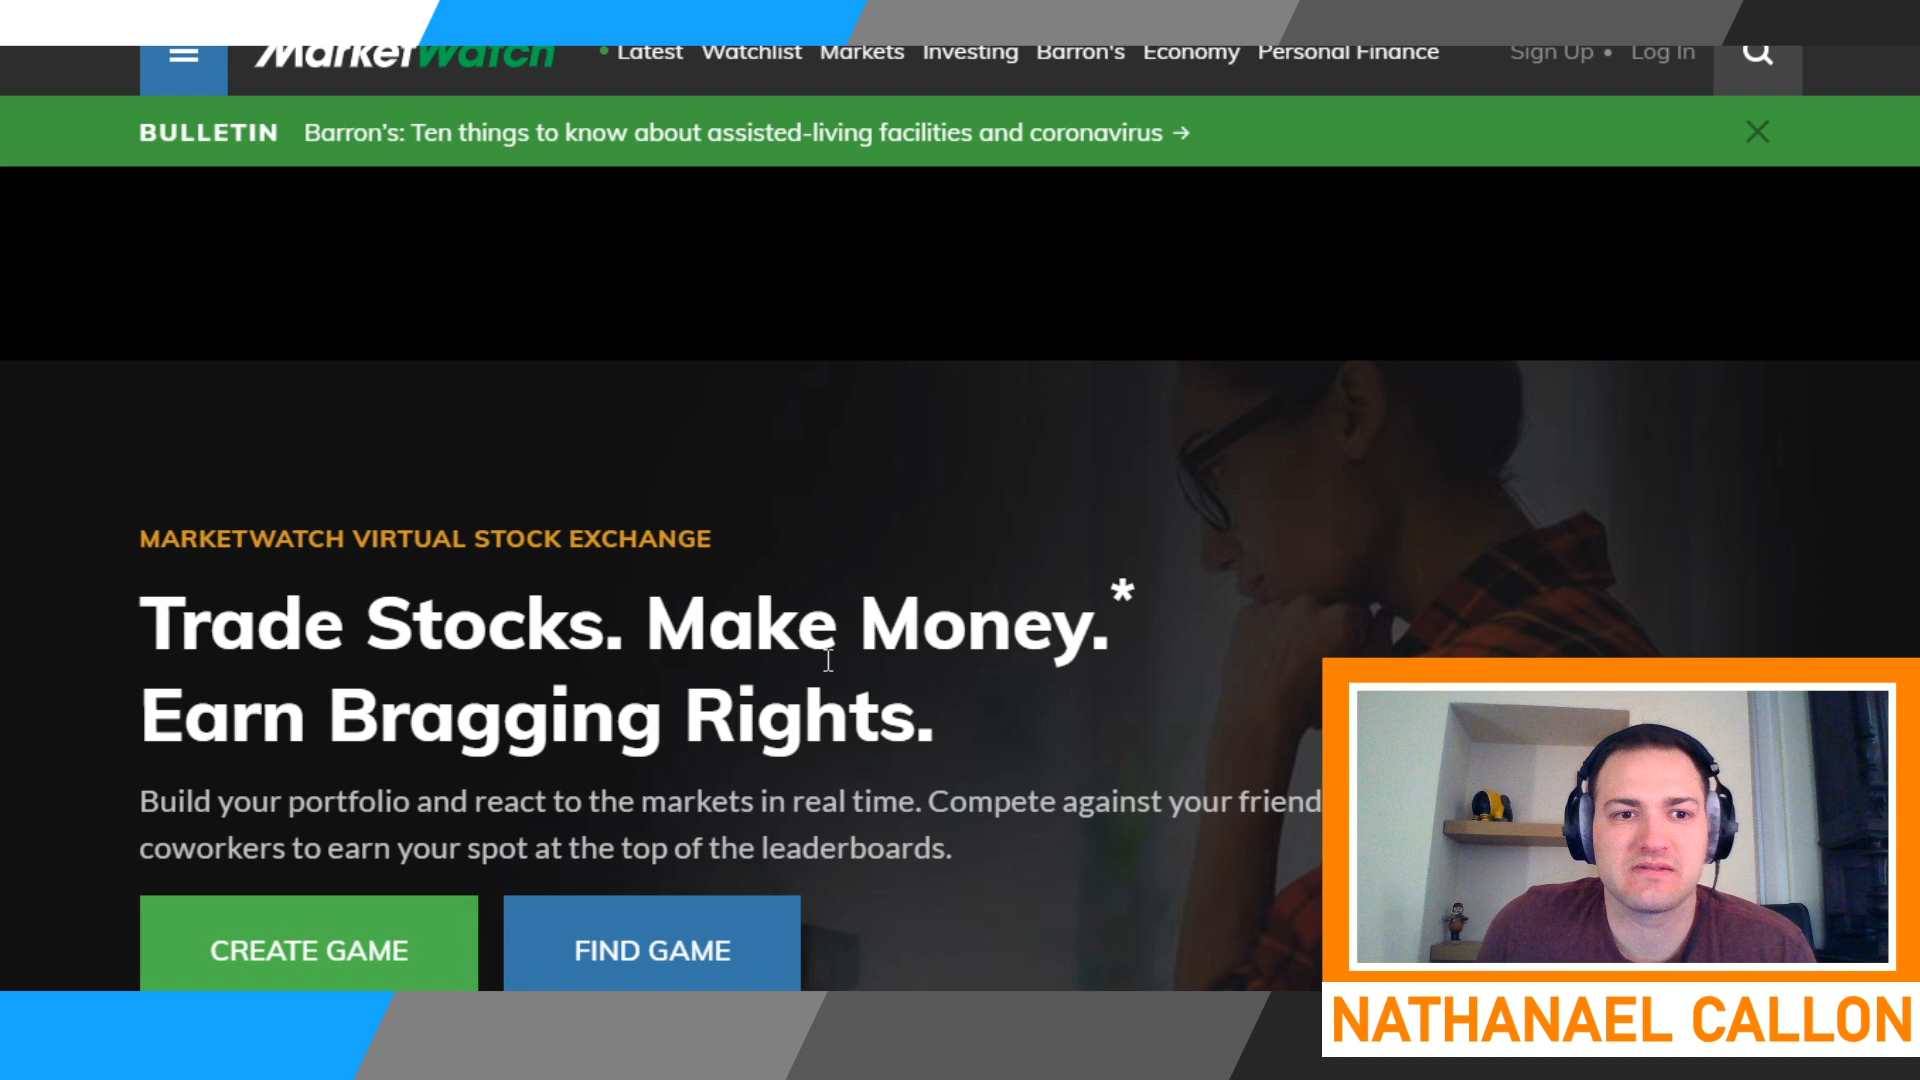 MarketWatch
• Latest Watchlist Markets Investing Barron's Economy Personal Finance Sign Up • Log In
BULLETIN Barron’s: Ten things to know about assisted-living facilities and coronavirus →
MARKETWATCH VIRTUAL STOCK EXCHANGE
Trade Stocks. Make Money.*
Earn Bragging Rights.
Build your portfolio and react to the markets in real time. Compete against your friend
coworkers to earn your spot at the top of the leaderboards.
CREATE GAME FIND GAME
NATHANAEL CALLON